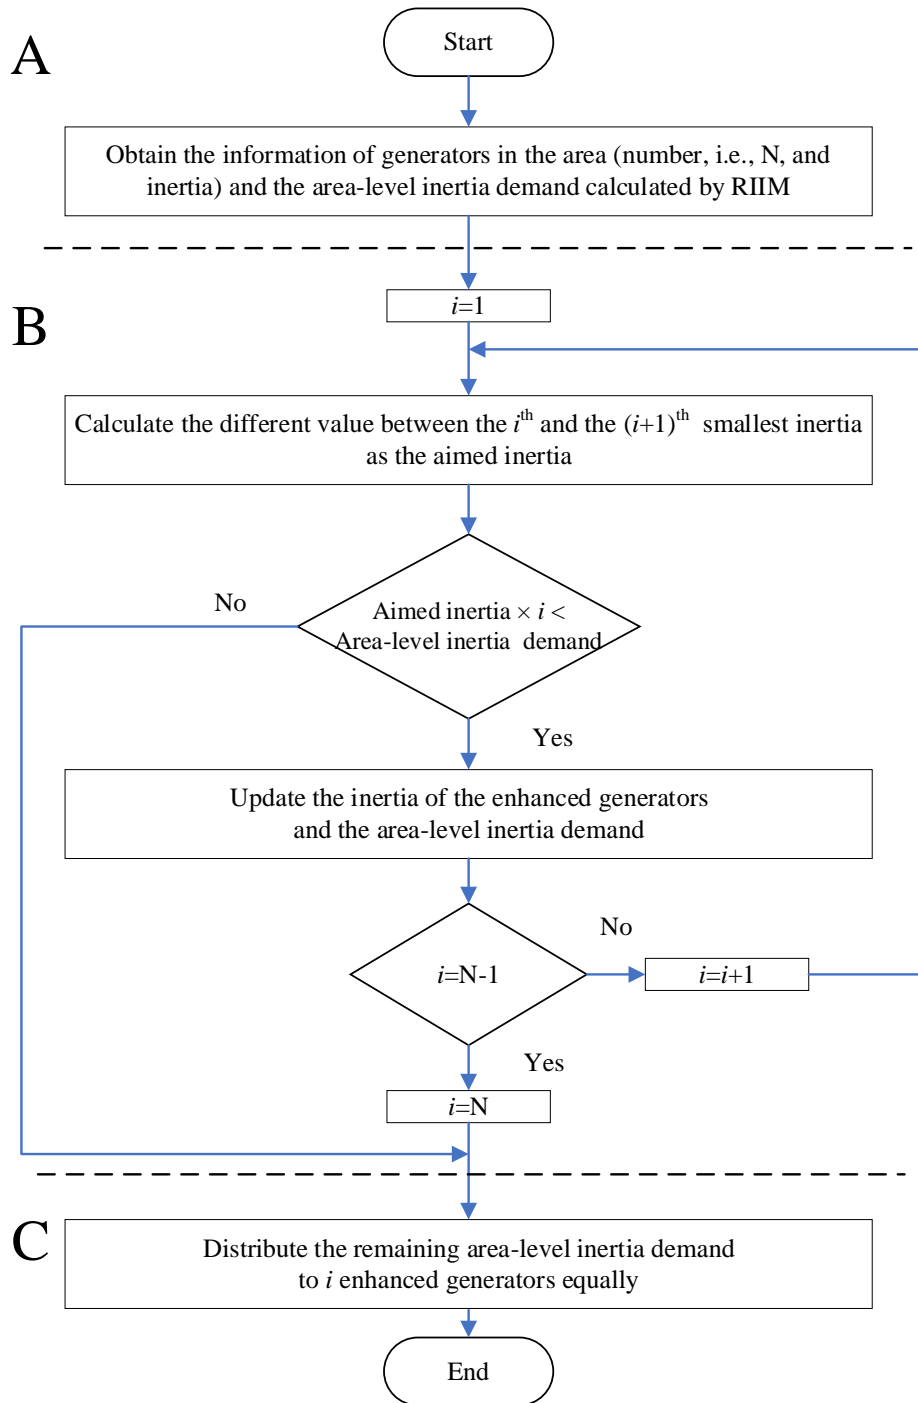 A
Start
Obtain the information of generators in the area (number, i.e., N, and
inertia) and the area-level inertia demand calculated by RIIM
B
i=1
Calculate the different value between the i^th and the (i+1)^th smallest inertia
as the aimed inertia
No
Aimed inertia × i <
Area-level inertia demand
Yes
Update the inertia of the enhanced generators
and the area-level inertia demand
No
i=N-1
i=i+1
Yes
i=N
C
Distribute the remaining area-level inertia demand
to i enhanced generators equally
End